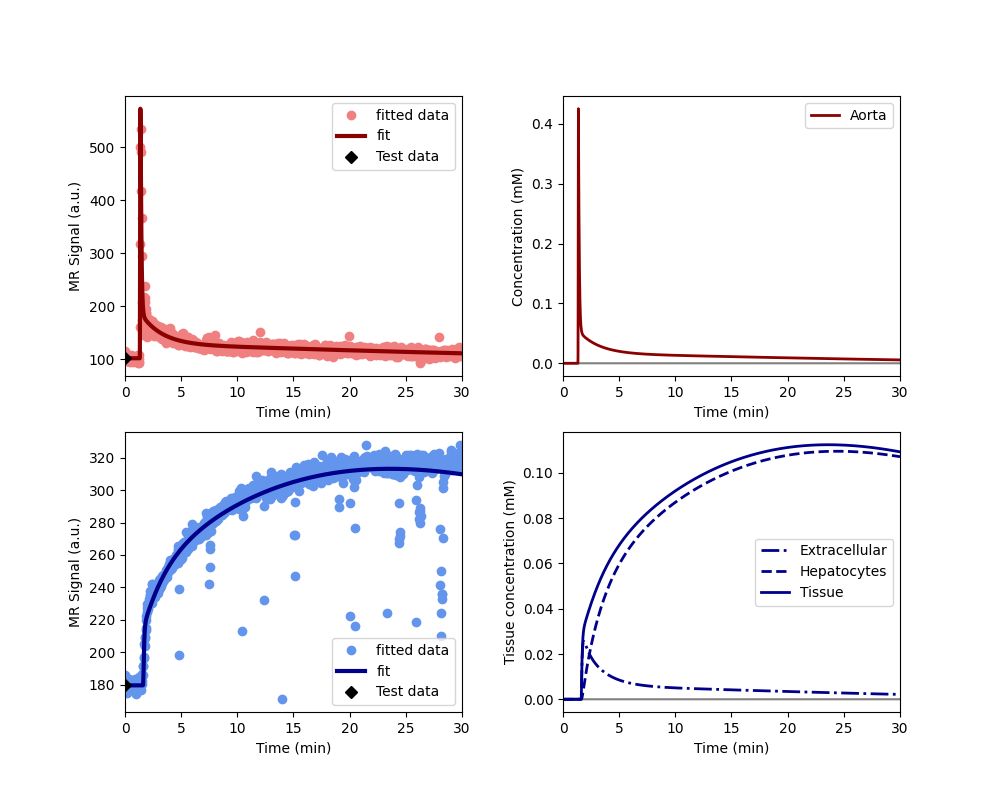 MR Signal (a.u.)
500
400
300
200
100
fitted data
fit
Test data
0 5 10 15 20 25 30
Time (min)
Concentration (mM)
0.4
0.3
0.2
0.1
0.0
Aorta
0 5 10 15 20 25 30
Time (min)
MR Signal (a.u.)
320
300
280
260
240
220
200
180
fitted data
fit
Test data
0 5 10 15 20 25 30
Time (min)
Tissue concentration (mM)
0.10
0.08
0.06
0.04
0.02
0.00
Extracellular
Hepatocytes
Tissue
0 5 10 15 20 25 30
Time (min)